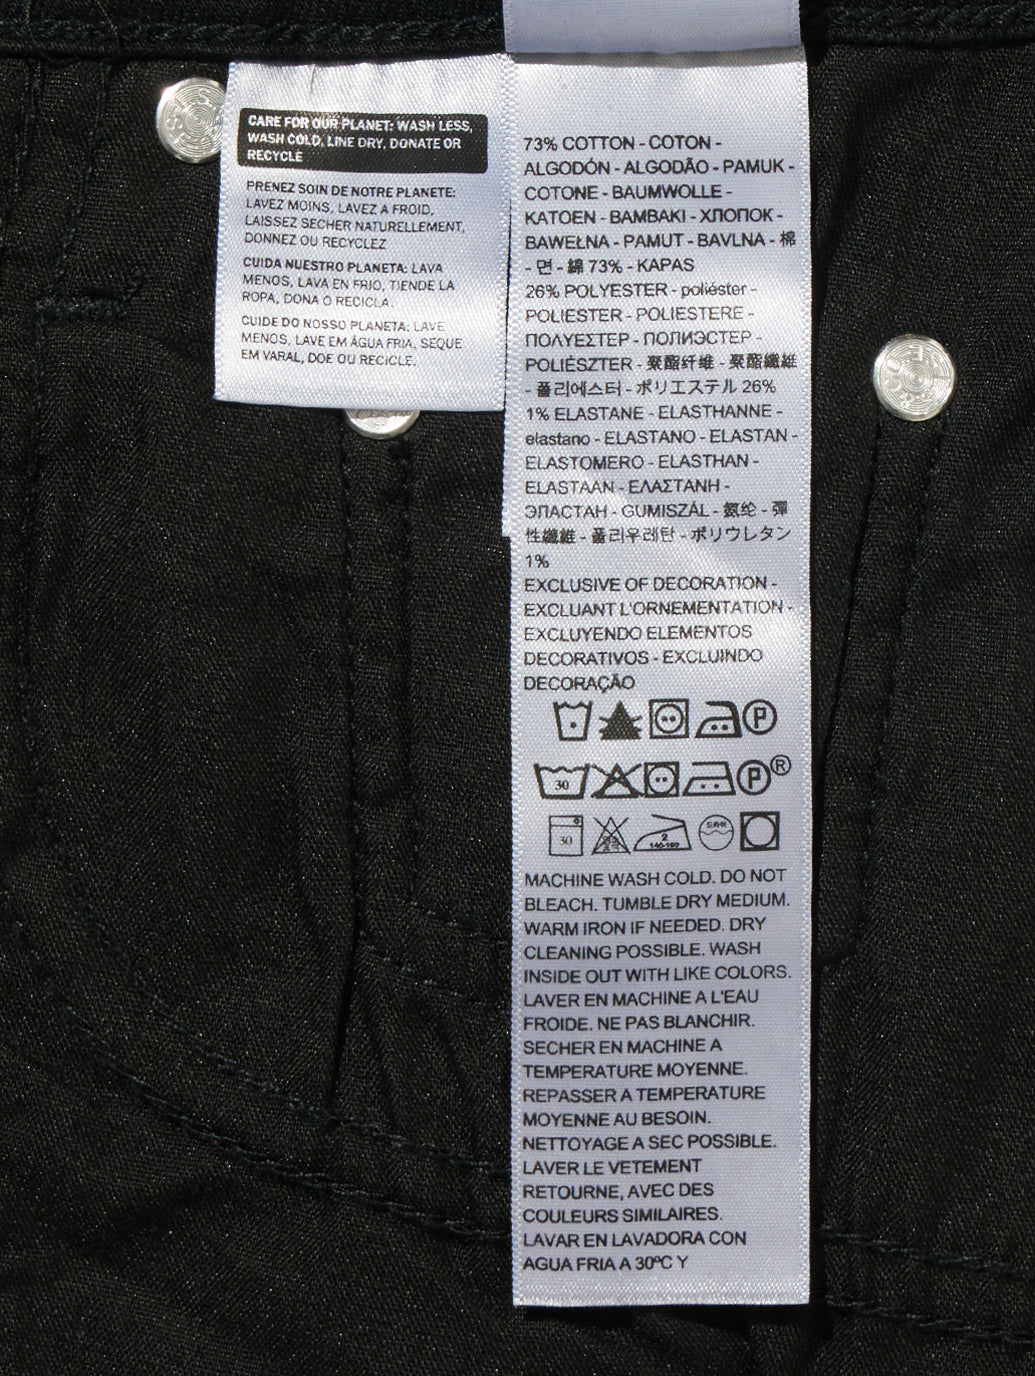 CARE FOR OUR PLANET: WASH LESS,
WASH COLD, LINE DRY, DONATE OR
RECYCLE
PRENEZ SOIN DE NOTRE PLANETE:
LAVEZ MOINS, LAVEZ A FROID,
LAISSEZ SECHER NATURELLEMENT,
DONNEZ OU RECYCLEZ
CUIDA NUESTRO PLANETA: LAVA
MENOS, LAVA EN FRIO, TIENDE LA
ROPA, DONA O RECICLA.
CUIDE DO NOSSO PLANETA: LAVE
MENOS, LAVE EM ÁGUA FRIA, SEQUE
EM VARAL, DOE OU RECICLE.
73% COTTON - COTON -
ALGODÓN - ALGODÃO - PAMUK -
COTONE - BAUMWOLLE -
KATOEN - BAMBAKI - ХЛОПОК -
BAWEŁNA - PAMUT - BAVLNA - 棉
- 면 - 綿 73% - KAPAS
26% POLYESTER - poliéster -
POLIESTER - POLIESTERE -
ΠΟΛΥΕΣΤΕΡ - ПОЛИЭСТЕР -
POLIÉSZTER - 聚酯纤维 - 聚酯纖維
- 폴리에스터 - ポリエステル 26%
1% ELASTANE - ELASTHANNE -
elastano - ELASTANO - ELASTAN -
ELASTOMERO - ELASTHAN -
ELASTAAN - ΕΛΑΣΤΑΝΗ -
ЭПАСТАН - GUMISZÁL - 氨纶 - 彈
性纖維 - 폴리우레탄 - ポリウレタン
1%
EXCLUSIVE OF DECORATION -
EXCLUANT L'ORNEMENTATION -
EXCLUYENDO ELEMENTOS
DECORATIVOS - EXCLUINDO
DECORAÇÃO
P
30 P ®
30 2 140-160 드라이
MACHINE WASH COLD. DO NOT
BLEACH. TUMBLE DRY MEDIUM.
WARM IRON IF NEEDED. DRY
CLEANING POSSIBLE. WASH
INSIDE OUT WITH LIKE COLORS.
LAVER EN MACHINE A L'EAU
FROIDE. NE PAS BLANCHIR.
SECHER EN MACHINE A
TEMPERATURE MOYENNE.
REPASSER A TEMPERATURE
MOYENNE AU BESOIN.
NETTOYAGE A SEC POSSIBLE.
LAVER LE VETEMENT
RETOURNE, AVEC DES
COULEURS SIMILAIRES.
LAVAR EN LAVADORA CON
AGUA FRIA A 30ºC Y